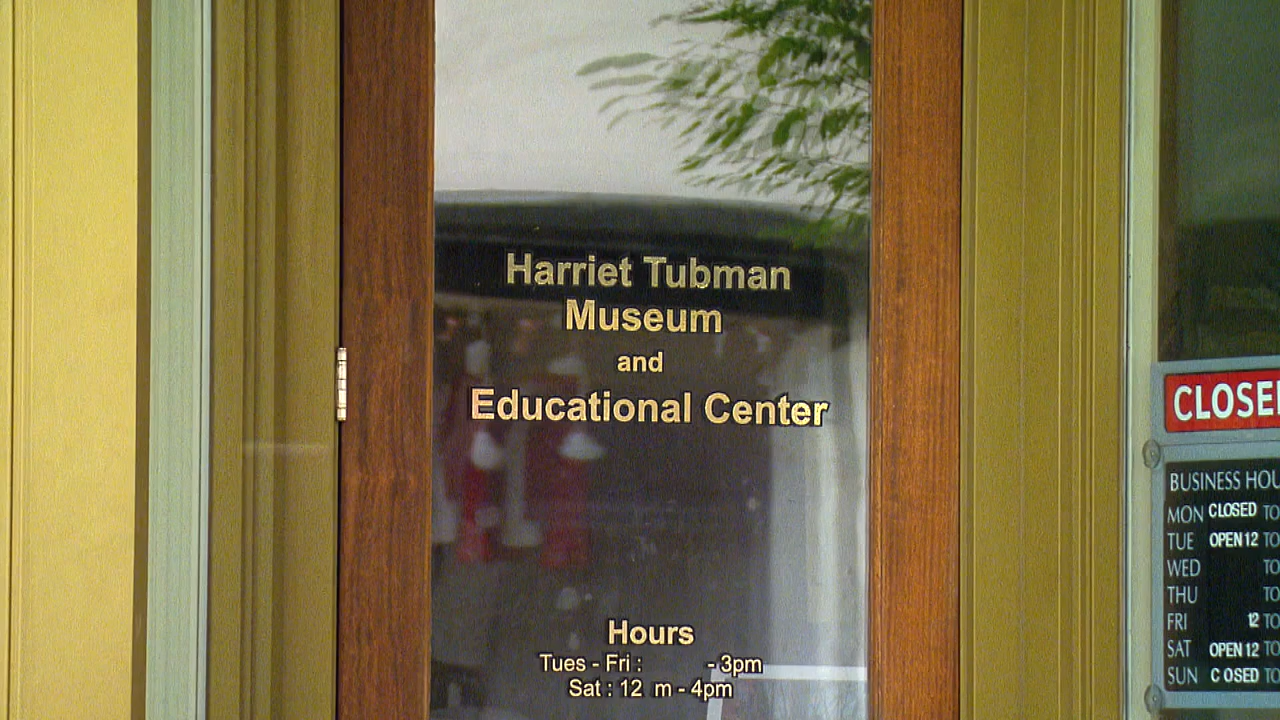 Harriet Tubman
Museum
and
Educational Center
Hours
Tues - Fri : - 3pm
Sat : 12 m - 4pm
CLOSE
BUSINESS HOU
MON CLOSED TO
TUE OPEN 12 TO
WED TO
THU TO
FRI 12 TO
SAT OPEN 12 TO
SUN C OSED TO